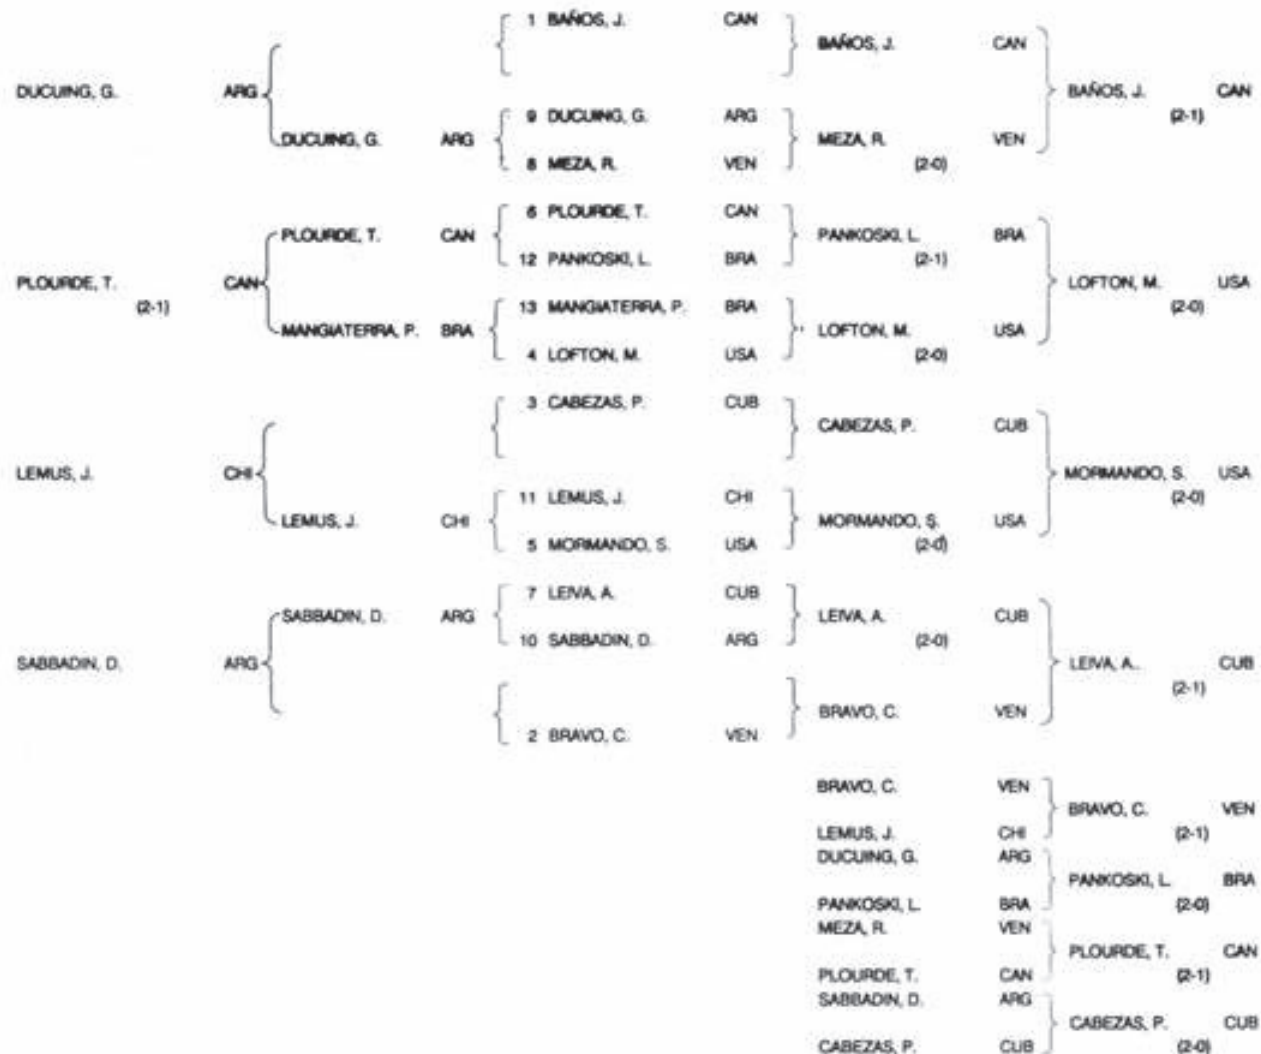 1 BAÑOS, J. CAN
BAÑOS, J. CAN
DUCUING, G. ARG
BAÑOS, J. CAN
(2-1)
9 DUCUING, G. ARG
DUCUING, G. ARG
MEZA, R. VEN
8 MEZA, R. VEN
(2-0)
6 PLOURDE, T. CAN
PLOURDE, T. CAN
PANKOSKI, L. BRA
12 PANKOSKI, L. BRA
(2-1)
PLOURDE, T. CAN
LOFTON, M. USA
(2-1)
13 MANGIATERRA, P. BRA
(2-0)
MANGIATERRA, P. BRA
LOFTON, M. USA
4 LOFTON, M. USA
(2-0)
3 CABEZAS, P. CUB
CABEZAS, P. CUB
LEMUS, J. CHI
MORMANDO, S. USA
11 LEMUS, J. CHI
(2-0)
LEMUS, J. CHI
MORMANDO, S. USA
5 MORMANDO, S. USA
(2-0)
7 LEIVA, A. CUB
SABBADIN, D. ARG
LEIVA, A. CUB
10 SABBADIN, D. ARG
(2-0)
SABBADIN, D. ARG
LEIVA, A. CUB
(2-1)
BRAVO, C. VEN
2 BRAVO, C. VEN
BRAVO, C. VEN
BRAVO, C. VEN
LEMUS, J. CHI
(2-1)
DUCUING, G. ARG
PANKOSKI, L. BRA
PANKOSKI, L. BRA
(2-0)
MEZA, R. VEN
PLOURDE, T. CAN
PLOURDE, T. CAN
(2-1)
SABBADIN, D. ARG
CABEZAS, P. CUB
CABEZAS, P. CUB
(2-0)